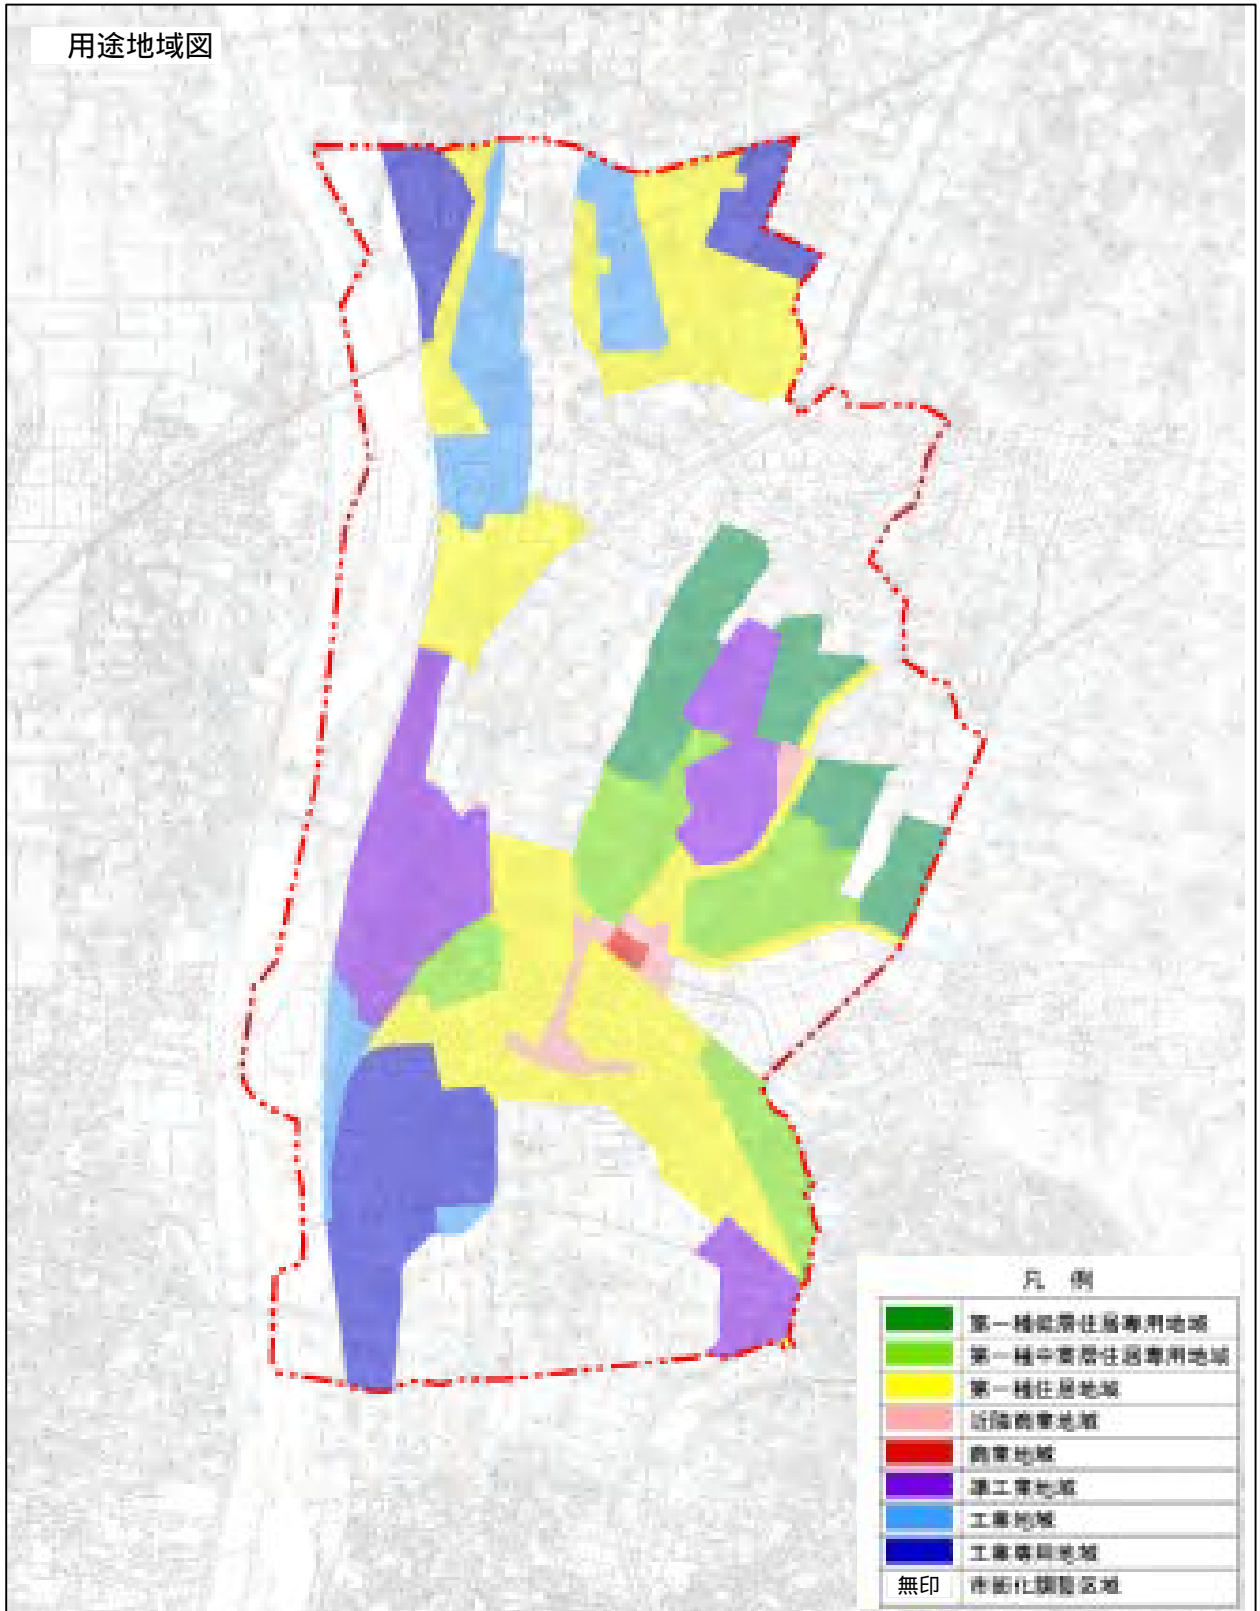 用途地域図
凡 例
第一種低層住居専用地域
第一種中高層住居専用地域
第一種住居地域
近隣商業地域
商業地域
準工業地域
工業地域
工業専用地域
無印 市街化調整区域